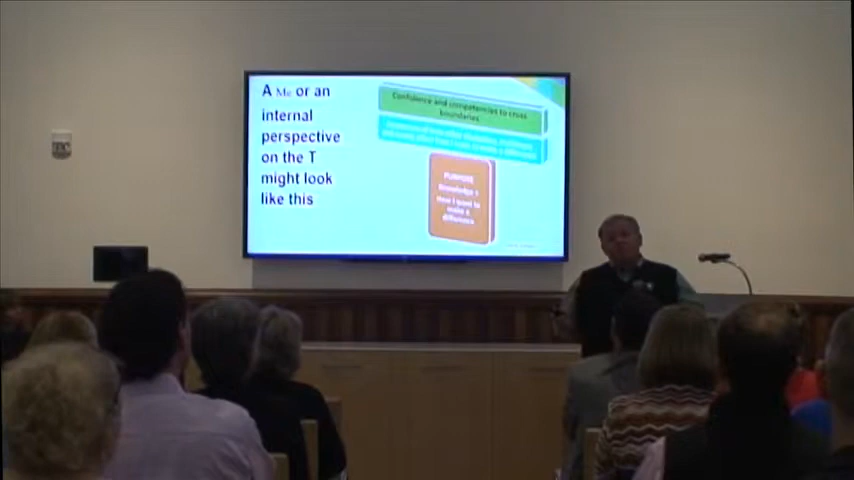 A Me or an
internal
perspective
on the T
might look
like this
Confidence and competencies to cross
boundaries
PURPOSE
Knowledge +
How I want to
make a
difference